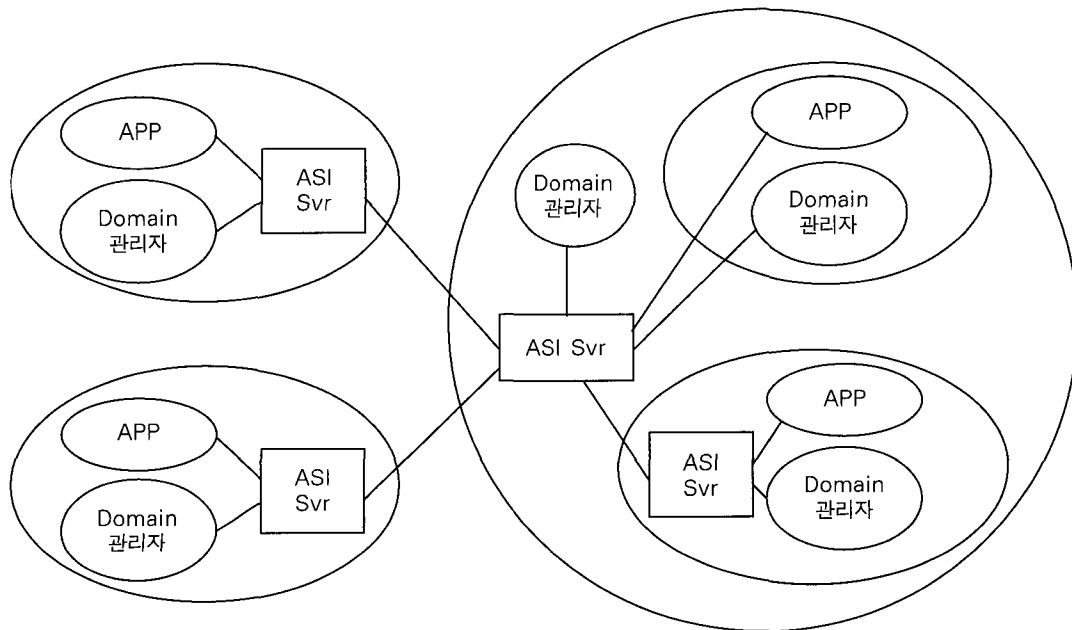 APP
ASI
Svr
Domain
관리자
Domain
관리자
APP
Domain
관리자
ASI Svr
APP
ASI
Svr
Domain
관리자
APP
ASI
Svr
Domain
관리자